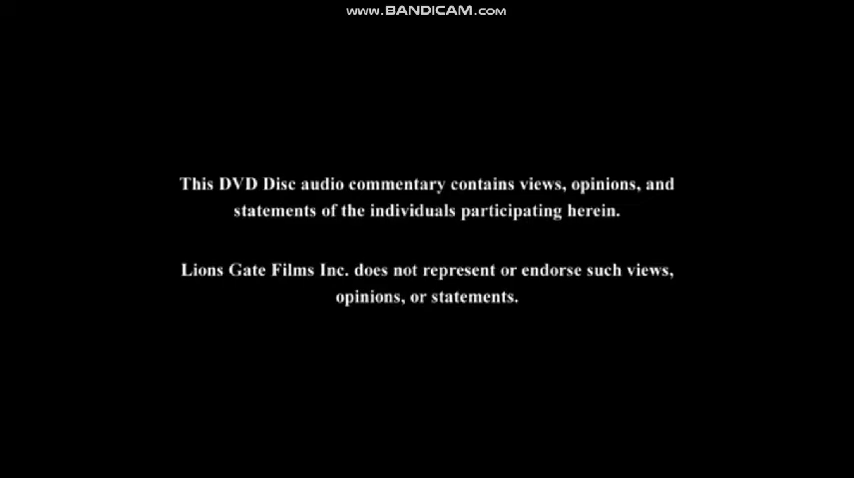 www.BANDICAM.com
This DVD Disc audio commentary contains views, opinions, and
statements of the individuals participating herein.
Lions Gate Films Inc. does not represent or endorse such views,
opinions, or statements.